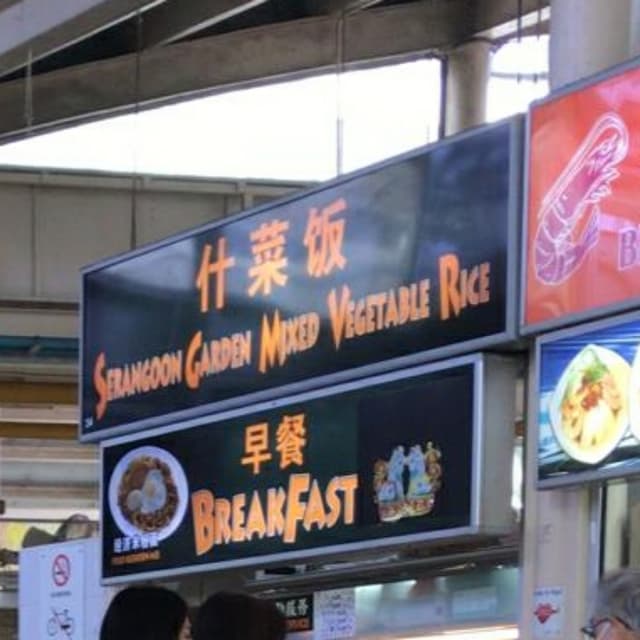 什菜饭
SERANGOON GARDEN MIXED VEGETABLE RICE
早餐
BREAKFAST
B